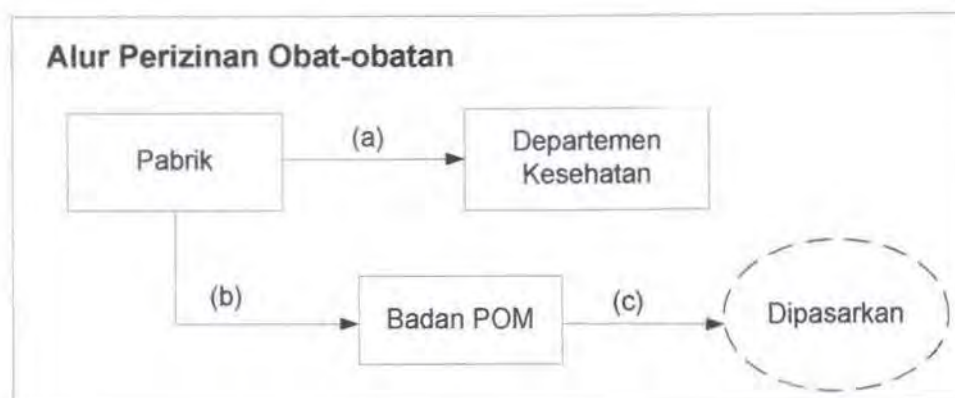 Alur Perizinan Obat-obatan
Pabrik
(a)
Departemen
Kesehatan
(b)
Badan POM
(c)
Dipasarkan